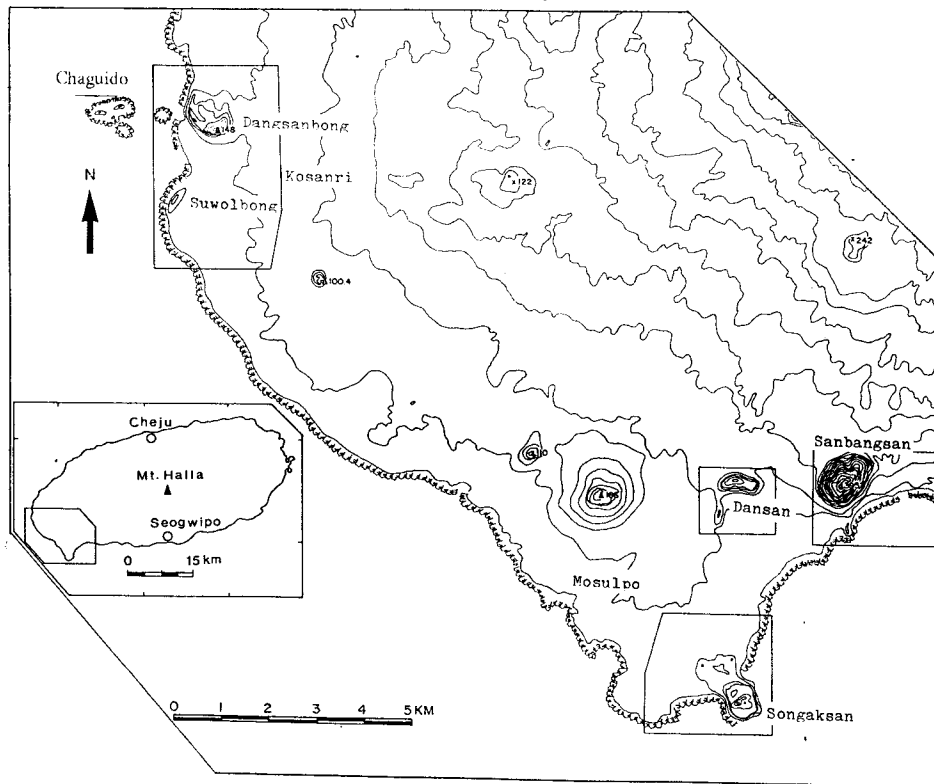 Chaguido
Dangsanbong
148
N
Kosanri
Suwolbong
122
242
100.4
Cheju
Mt. Halla
Seogwipo
0 15 km
Sanbangsan
Dansan
Mosulpo
Songaksan
0 1 2 3 4 5 KM